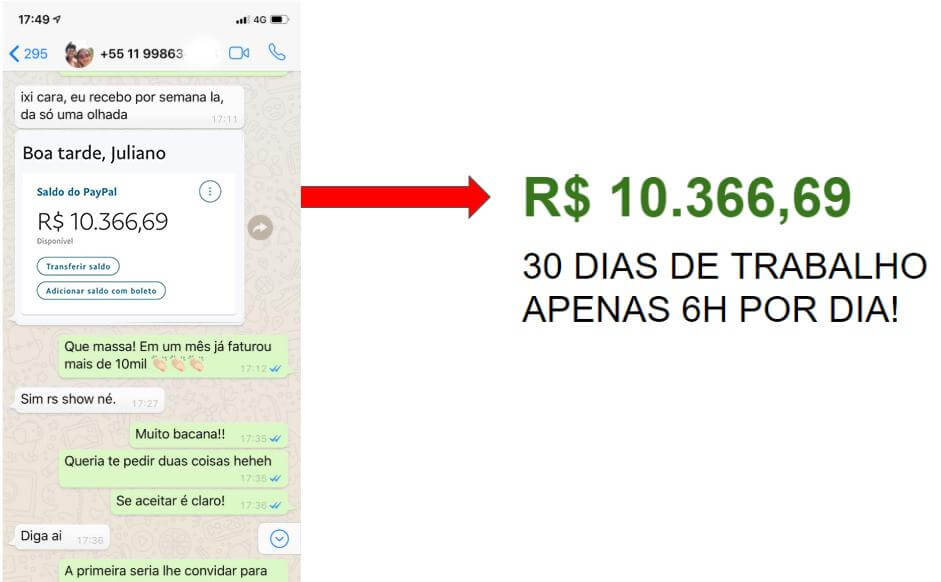 17:49
4G
295
+55 11 99863
ixi cara, eu recebo por semana la,
da só uma olhada
17:11
Boa tarde, Juliano
Saldo do PayPal
R$ 10.366,69
Disponível
Transferir saldo
Adicionar saldo com boleto
Que massa! Em um mês já faturou
mais de 10mil 👏🏻👏🏻👏🏻
17:12
Sim rs show né.
17:27
Muito bacana!!
17:35
Queria te pedir duas coisas heheh
17:35
Se aceitar é claro!
17:36
Diga ai
17:36
A primeira seria lhe convidar para
R$ 10.366,69
30 DIAS DE TRABALHO
APENAS 6H POR DIA!